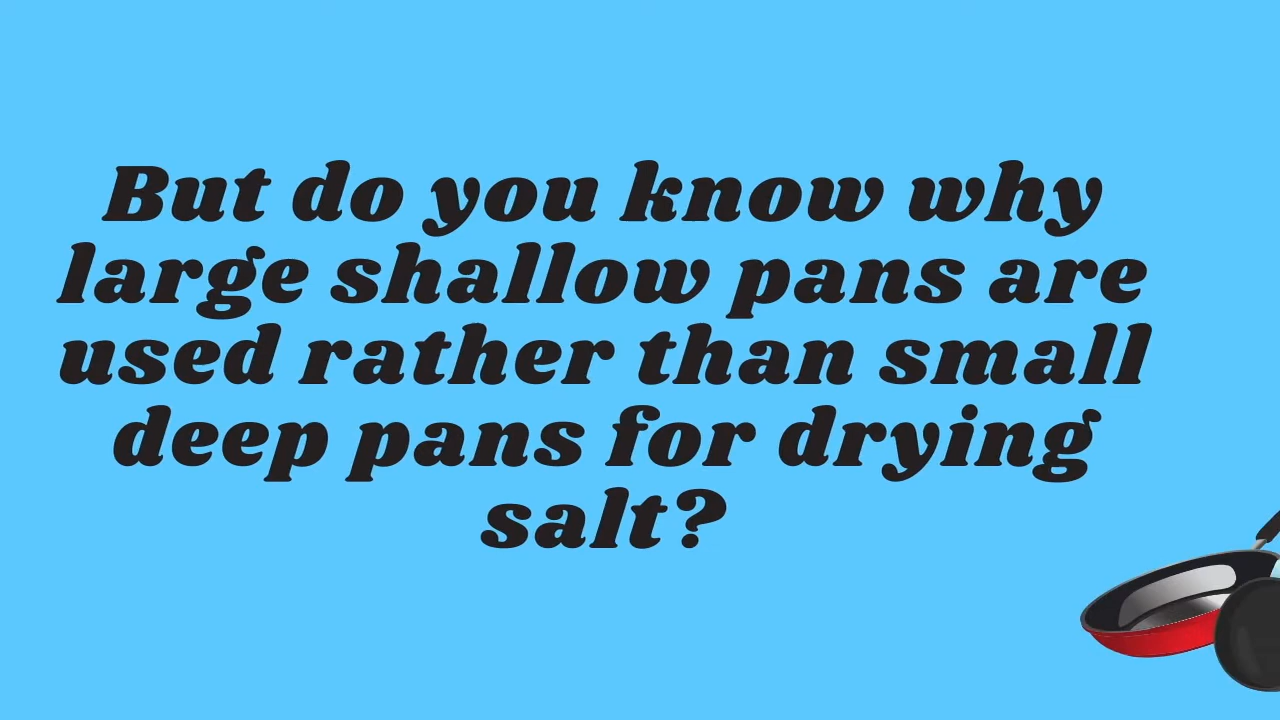 But do you know why
large shallow pans are
used rather than small
deep pans for drying
salt?